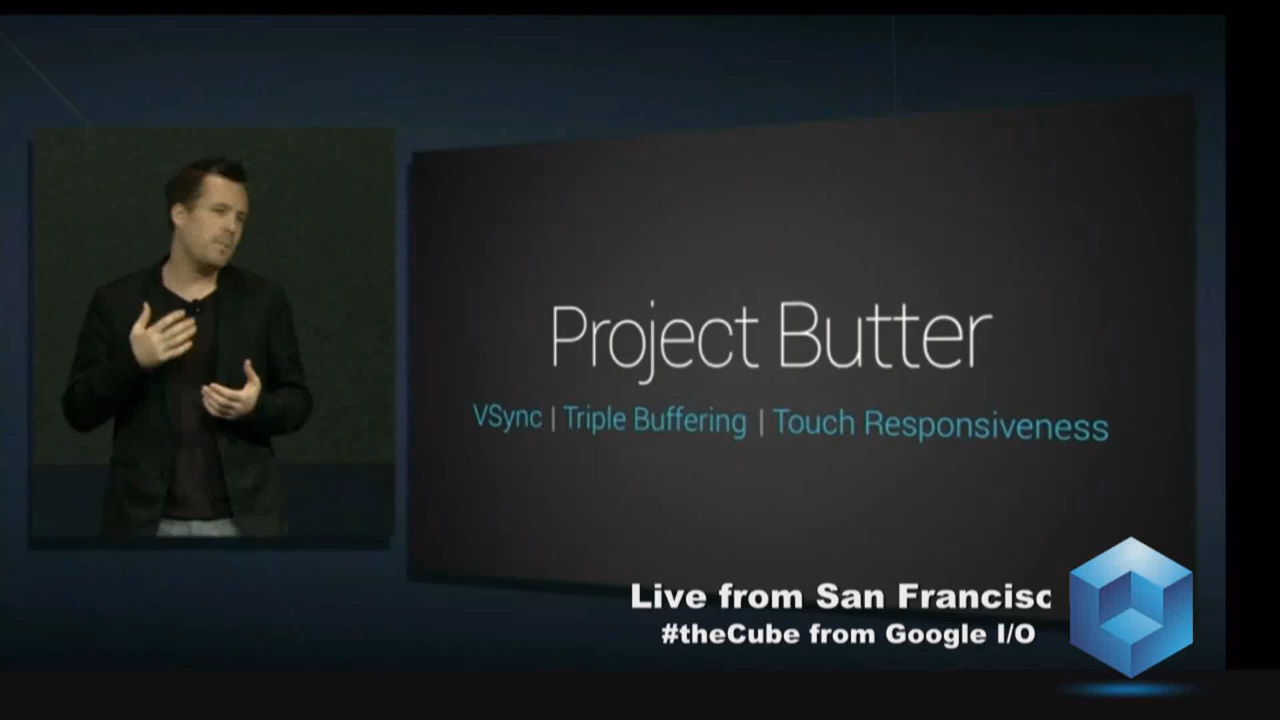 Project Butter
VSync | Triple Buffering | Touch Responsiveness
Live from San Francisc
#theCube from Google I/O